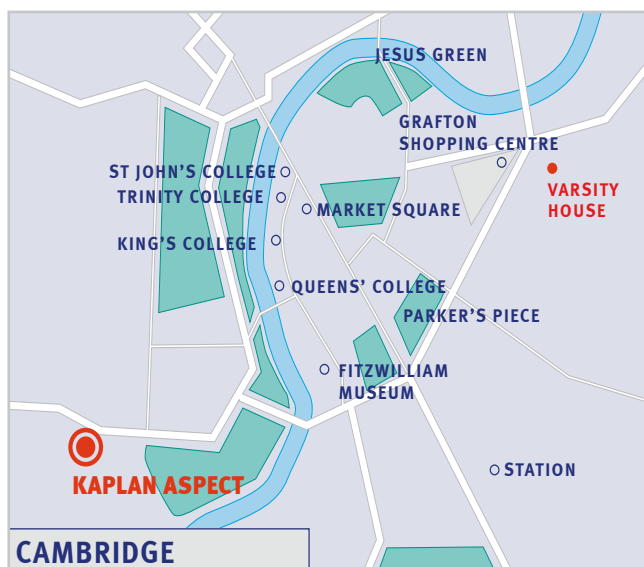 JESUS GREEN
GRAFTON
SHOPPING CENTRE
ST JOHN'S COLLEGE
TRINITY COLLEGE
MARKET SQUARE
VARSITY
HOUSE
KING'S COLLEGE
QUEENS' COLLEGE
PARKER'S PIECE
FITZWILLIAM
MUSEUM
STATION
KAPLAN ASPECT
CAMBRIDGE